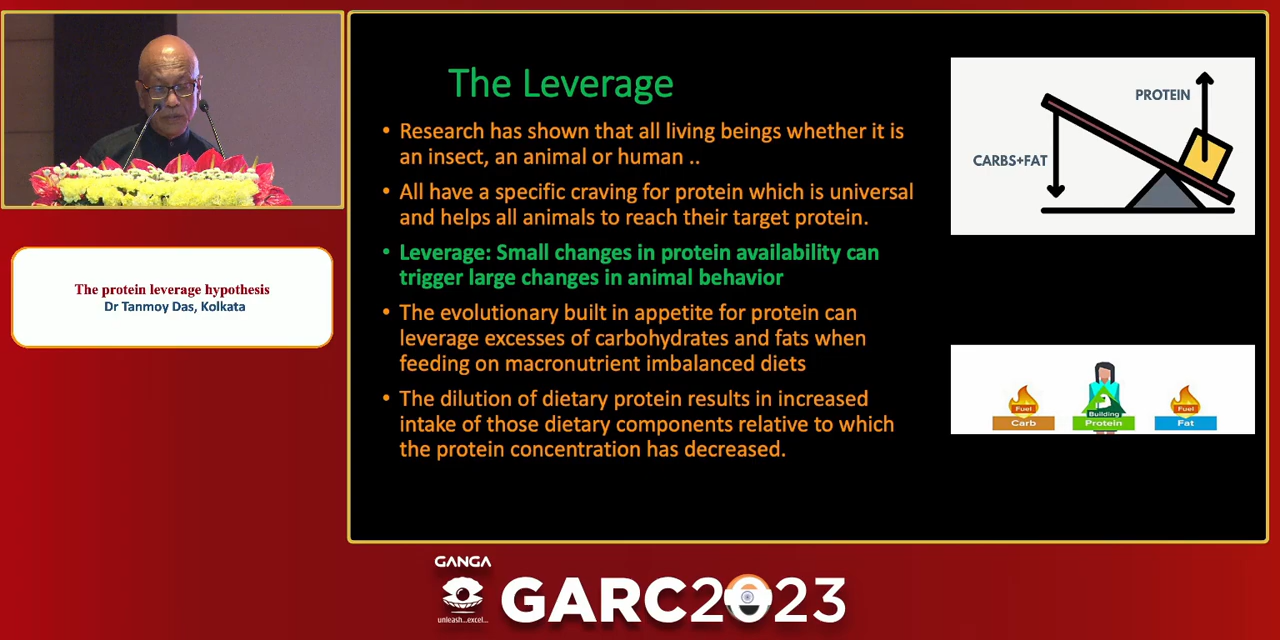 The Leverage
• Research has shown that all living beings whether it is
an insect, an animal or human ..
• All have a specific craving for protein which is universal
and helps all animals to reach their target protein.
• Leverage: Small changes in protein availability can
trigger large changes in animal behavior
• The evolutionary built in appetite for protein can
leverage excesses of carbohydrates and fats when
feeding on macronutrient imbalanced diets
• The dilution of dietary protein results in increased
intake of those dietary components relative to which
the protein concentration has decreased.
PROTEIN
CARBS+FAT
Fuel
Carb
Building
Protein
Fuel
Fat
The protein leverage hypothesis
Dr Tanmoy Das, Kolkata
GANGA
unleash...excel...
GARC2023